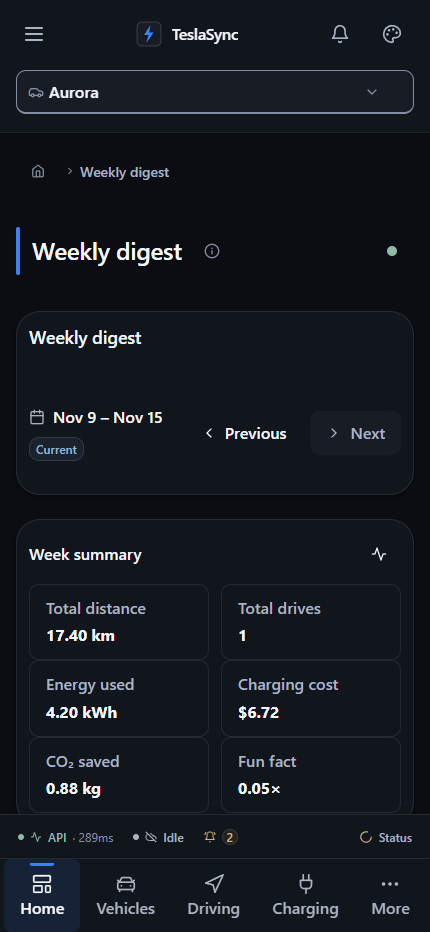 TeslaSync
Aurora
Weekly digest
Weekly digest
Weekly digest
Nov 9 – Nov 15
Current
Previous
Next
Week summary
Total distance
17.40 km
Total drives
1
Energy used
4.20 kWh
Charging cost
$6.72
CO₂ saved
0.88 kg
Fun fact
0.05×
API · 289ms
Idle
2
Status
Home
Vehicles
Driving
Charging
More